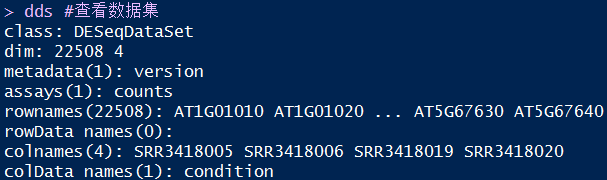 > dds #查看数据集
class: DESeqDataSet
dim: 22508 4
metadata(1): version
assays(1): counts
rownames(22508): AT1G01010 AT1G01020 ... AT5G67630 AT5G67640
rowData names(0):
colnames(4): SRR3418005 SRR3418006 SRR3418019 SRR3418020
colData names(1): condition